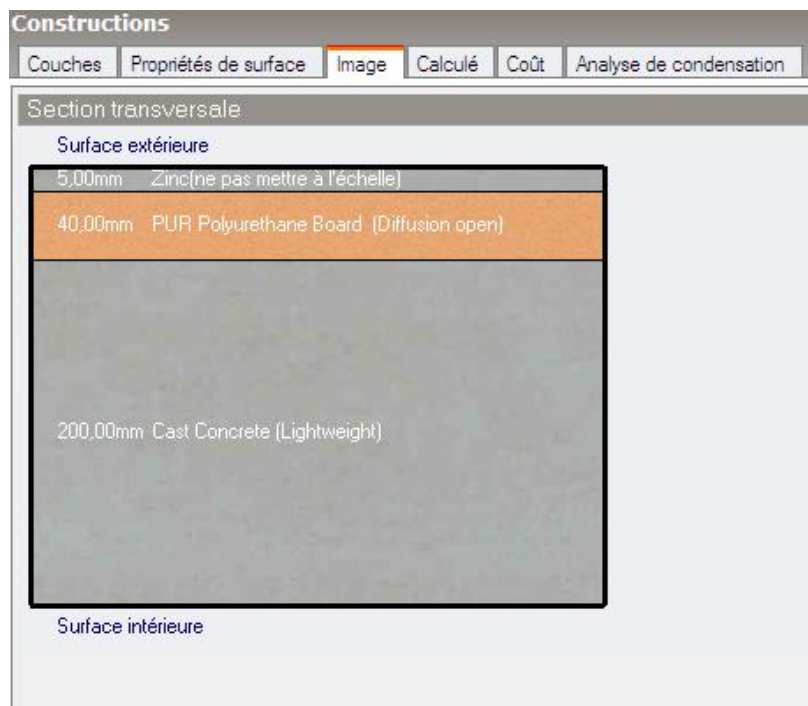 Constructions
Couches Propriétés de surface Image Calculé Coût Analyse de condensation
Section transversale
Surface extérieure
5,00mm Zinc(ne pas mettre à l'échelle)
40,00mm PUR Polyurethane Board (Diffusion open)
200,00mm Cast Concrete (Lightweight)
Surface intérieure